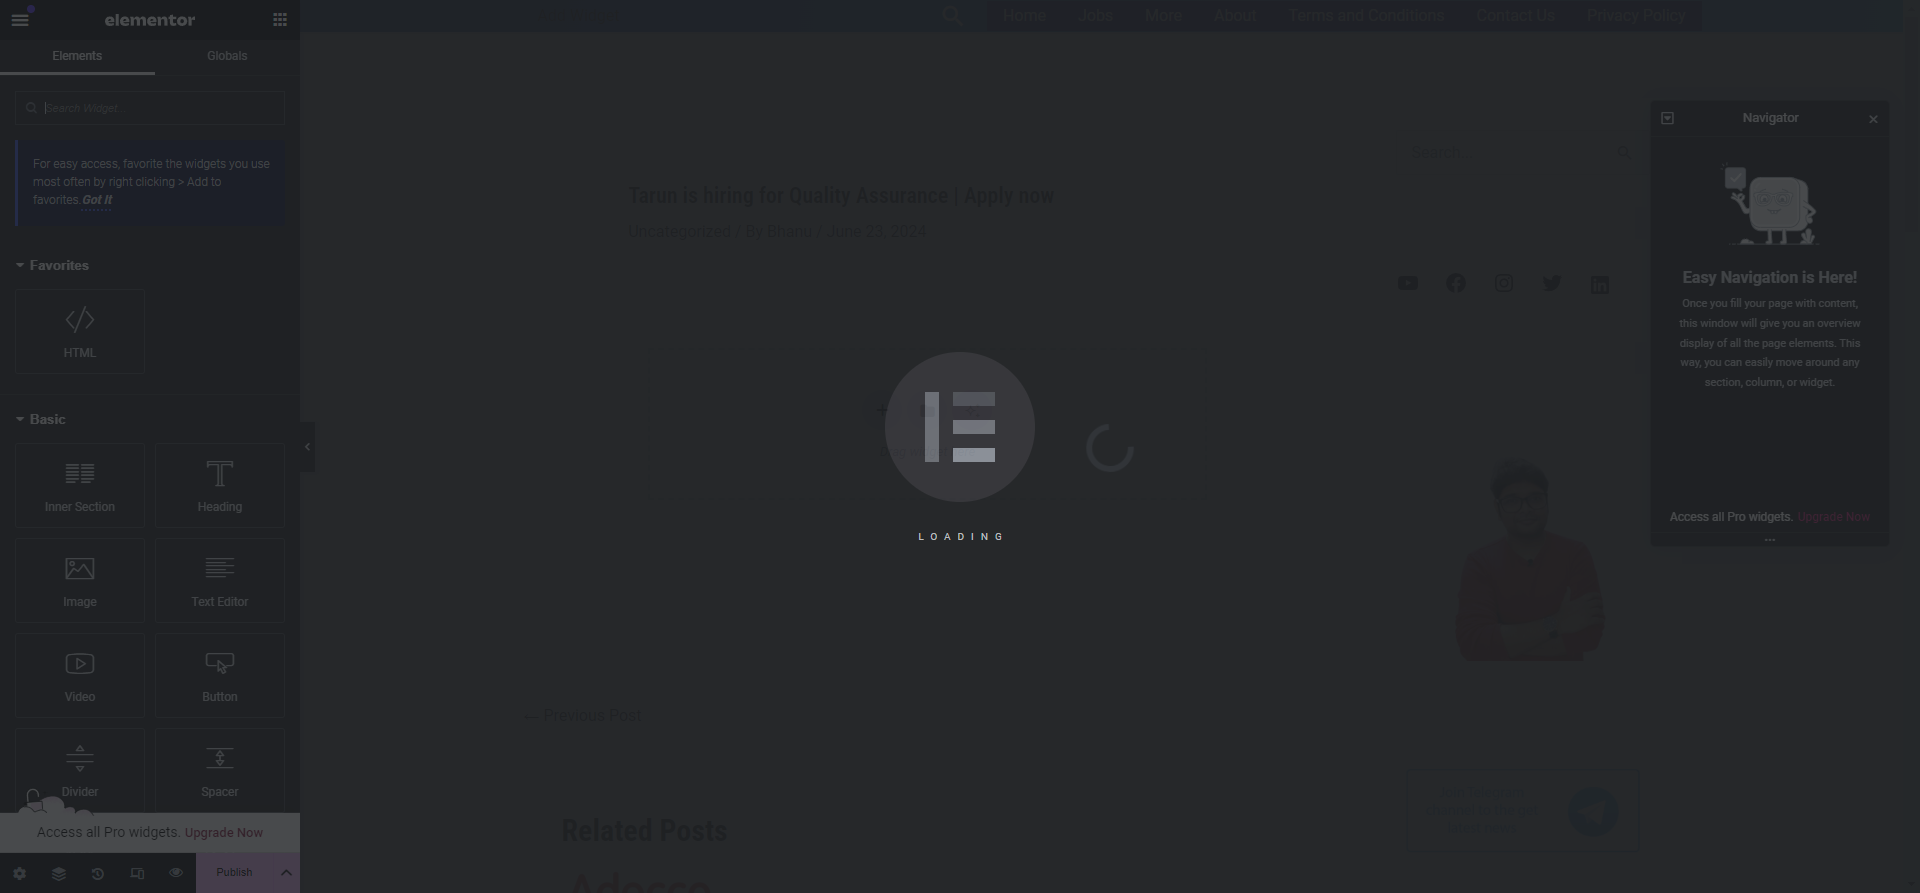 elementor
Elements
Globals
Search Widget...
For easy access, favorite the widgets you use
most often by right clicking > Add to
favorites. Got It
Favorites
HTML
Basic
Inner Section
Heading
Image
Text Editor
Video
Button
Divider
Spacer
Access all Pro widgets. Upgrade Now
Publish
Home Jobs More About Terms and Conditions Contact Us Privacy Policy
Search
Tarun is hiring for Quality Assurance | Apply now
Uncategorized / By Bhanu / June 23, 2024
LOADING
← Previous Post
Related Posts
Adecco
Navigator
Easy Navigation is Here!
Once you fill your page with content,
this window will give you an overview
display of all the page elements. This
way, you can easily move around any
section, column, or widget.
Access all Pro widgets. Upgrade Now
Join Telegram
channel to the get